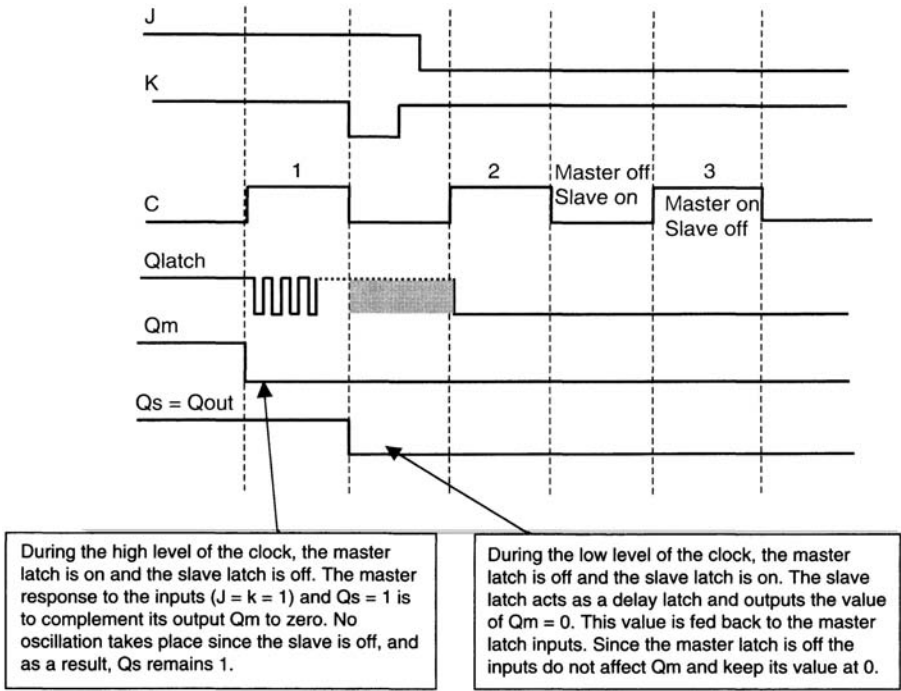 J
K
1
2
Master off
Slave on
3
C
Master on
Slave off
Qlatch
Qm
Qs = Qout
During the high level of the clock, the master
latch is on and the slave latch is off. The master
response to the inputs (J = k = 1) and Qs = 1 is
to complement its output Qm to zero. No
oscillation takes place since the slave is off, and
as a result, Qs remains 1.
During the low level of the clock, the master
latch is off and the slave latch is on. The slave
latch acts as a delay latch and outputs the value
of Qm = 0. This value is fed back to the master
latch inputs. Since the master latch is off the
inputs do not affect Qm and keep its value at 0.